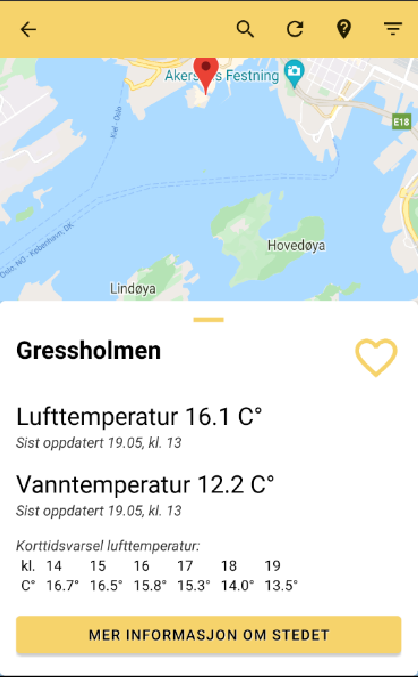 Akers s Festning
E18
Kiel - Oslo
Hovedøya
Oslo, NO - København, DK
Lindøya
Gressholmen
Lufttemperatur 16.1 C°
Sist oppdatert 19.05, kl. 13
Vanntemperatur 12.2 C°
Sist oppdatert 19.05, kl. 13
Korttidsvarsel lufttemperatur:
kl. 14 15 16 17 18 19
C° 16.7° 16.5° 15.8° 15.3° 14.0° 13.5°
MER INFORMASJON OM STEDET